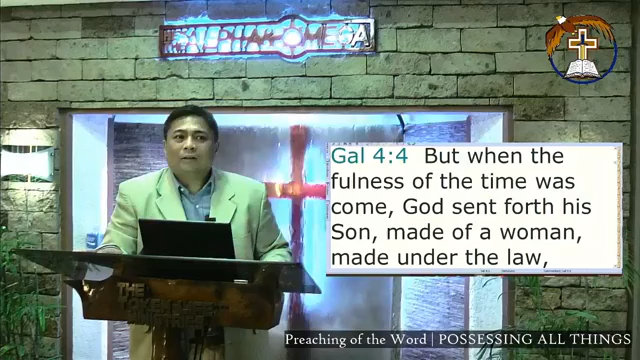 ALPHA OMEGA
Gal 4:4 But when the
fulness of the time was
come, God sent forth his
Son, made of a woman,
made under the law,
THE
Preaching of the Word | POSSESSING ALL THINGS